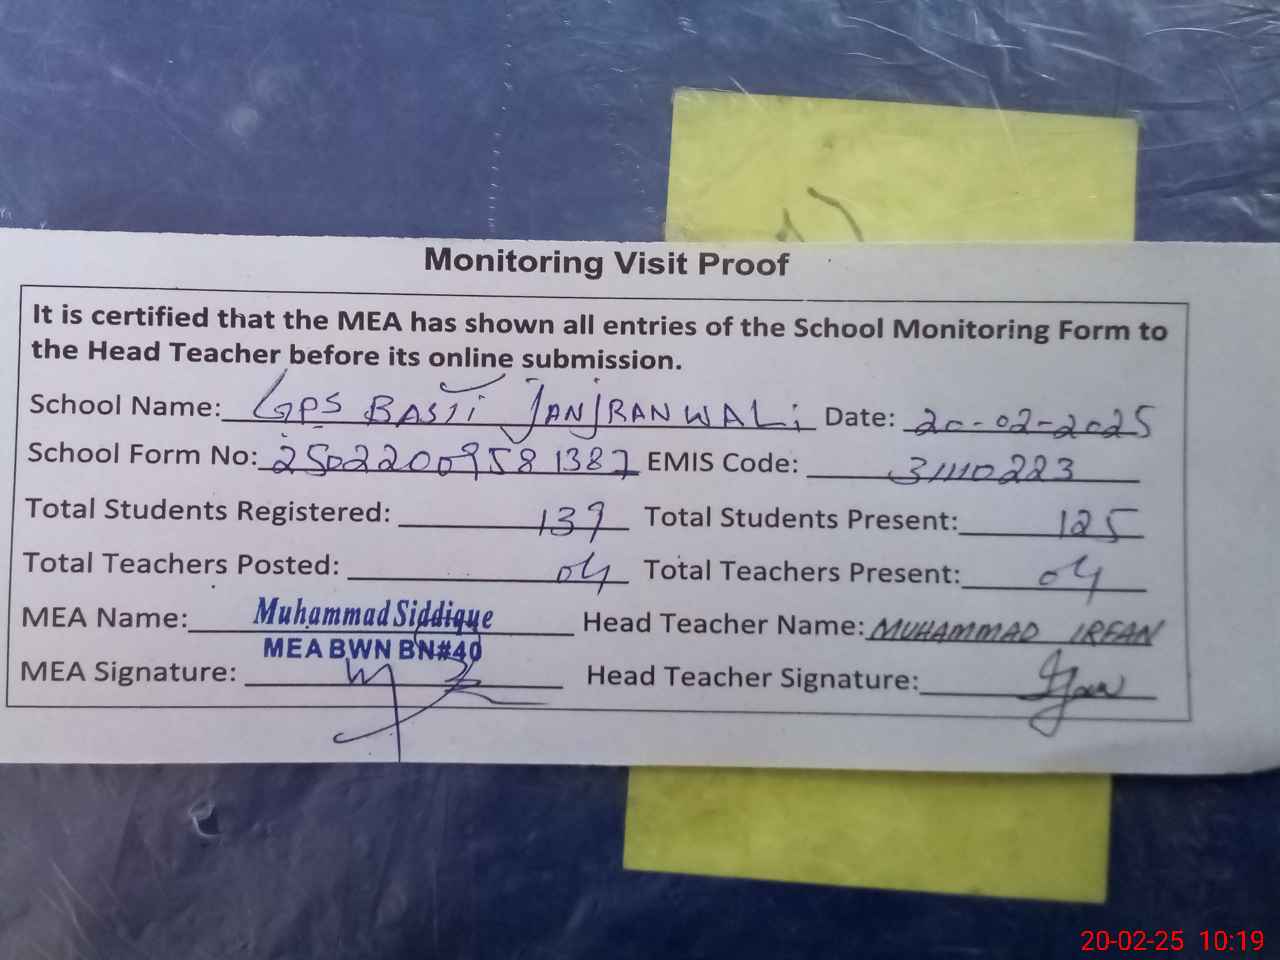 Monitoring Visit Proof
It is certified that the MEA has shown all entries of the School Monitoring Form to
the Head Teacher before its online submission.
School Name: GPS BASTI JANJRANWALI Date: 20-02-2025
School Form No: 25022009581387 EMIS Code: 31110223
Total Students Registered: 139 Total Students Present: 125
Total Teachers Posted: 04 Total Teachers Present: 04
MEA Name: Muhammad Siddique Head Teacher Name: MUHAMMAD IRFAN
MEA BWN BN#40
MEA Signature: Head Teacher Signature:
20-02-25 10:19